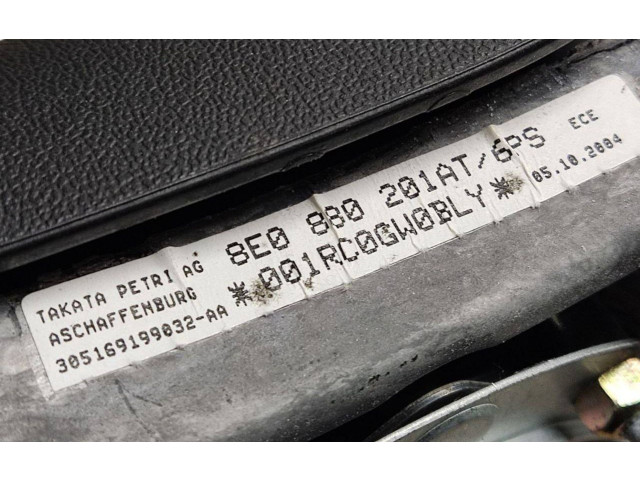 TAKATA PETRI AG
ASCHAFFENBURG
305169199032-AA
8E0 880 201AT/6PS
*001RC0GW0BLY*
ECE
05.10.2004